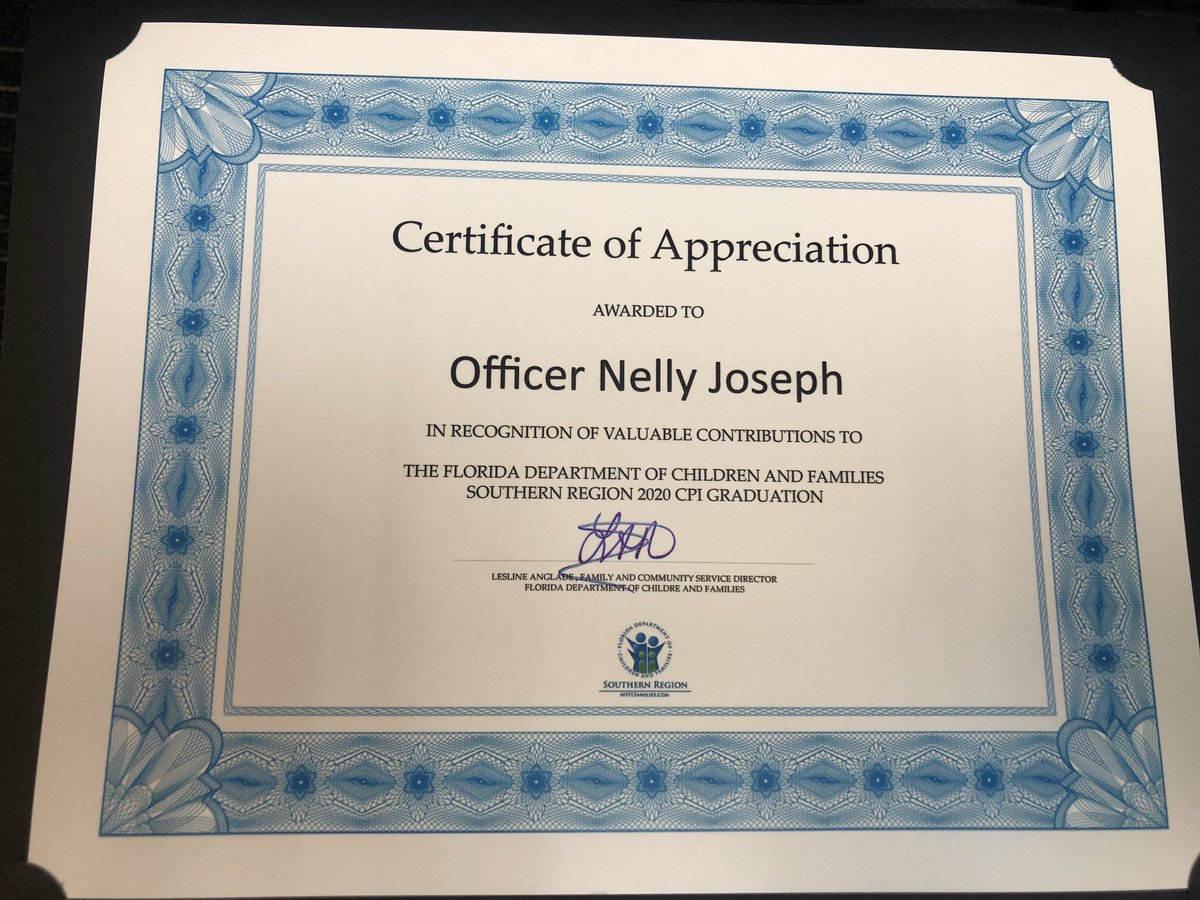 Certificate of Appreciation
AWARDED TO
Officer Nelly Joseph
IN RECOGNITION OF VALUABLE CONTRIBUTIONS TO
THE FLORIDA DEPARTMENT OF CHILDREN AND FAMILIES
SOUTHERN REGION 2020 CPI GRADUATION
LESLINE ANGLADE , FAMILY AND COMMUNITY SERVICE DIRECTOR
FLORIDA DEPARTMENT OF CHILDRE AND FAMILIES
FLORIDA DEPARTMENT OF
CHILDREN AND FAMILIES
SOUTHERN REGION
MYFLFAMILIES.COM